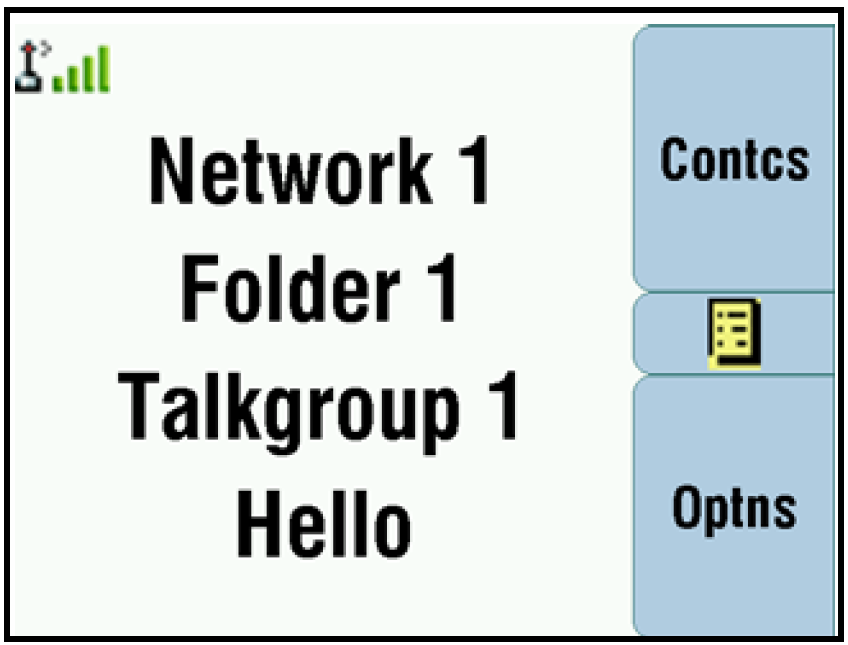 Network 1
Folder 1
Talkgroup 1
Hello
Contcs
Optns